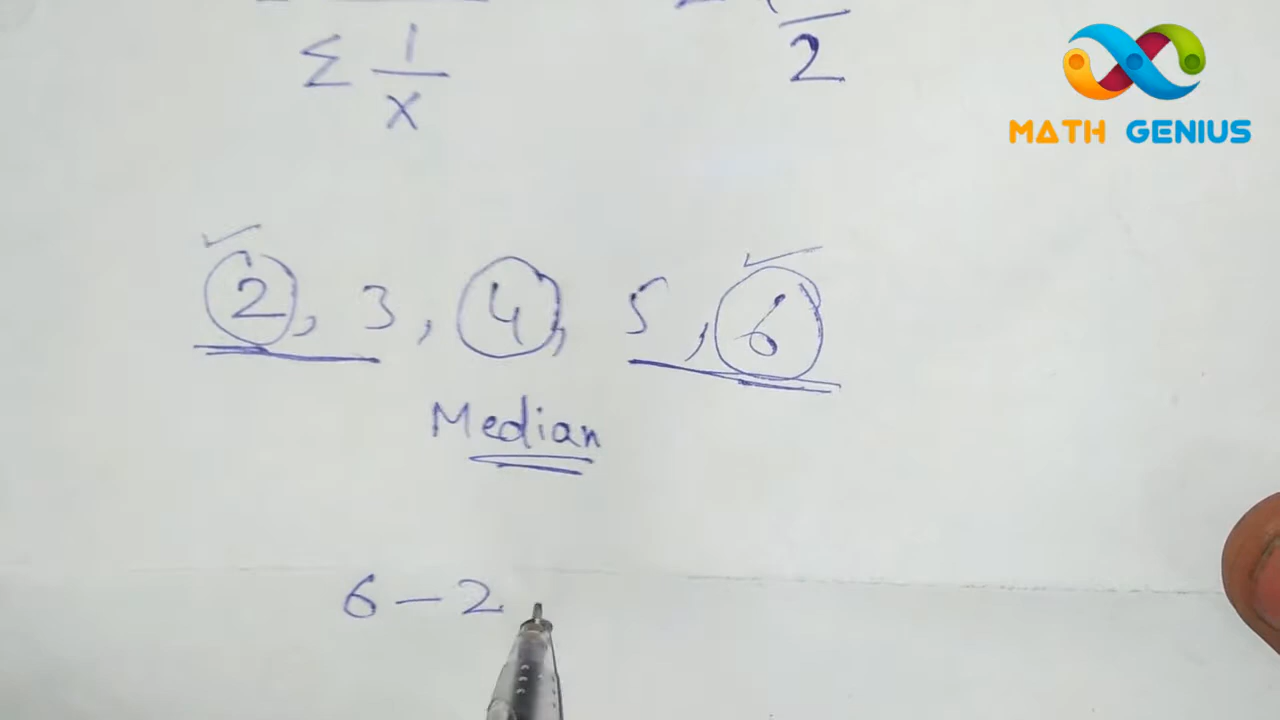 Σ 1/x
2
MATH GENIUS
2, 3, 4, 5, 6
Median
6 - 2